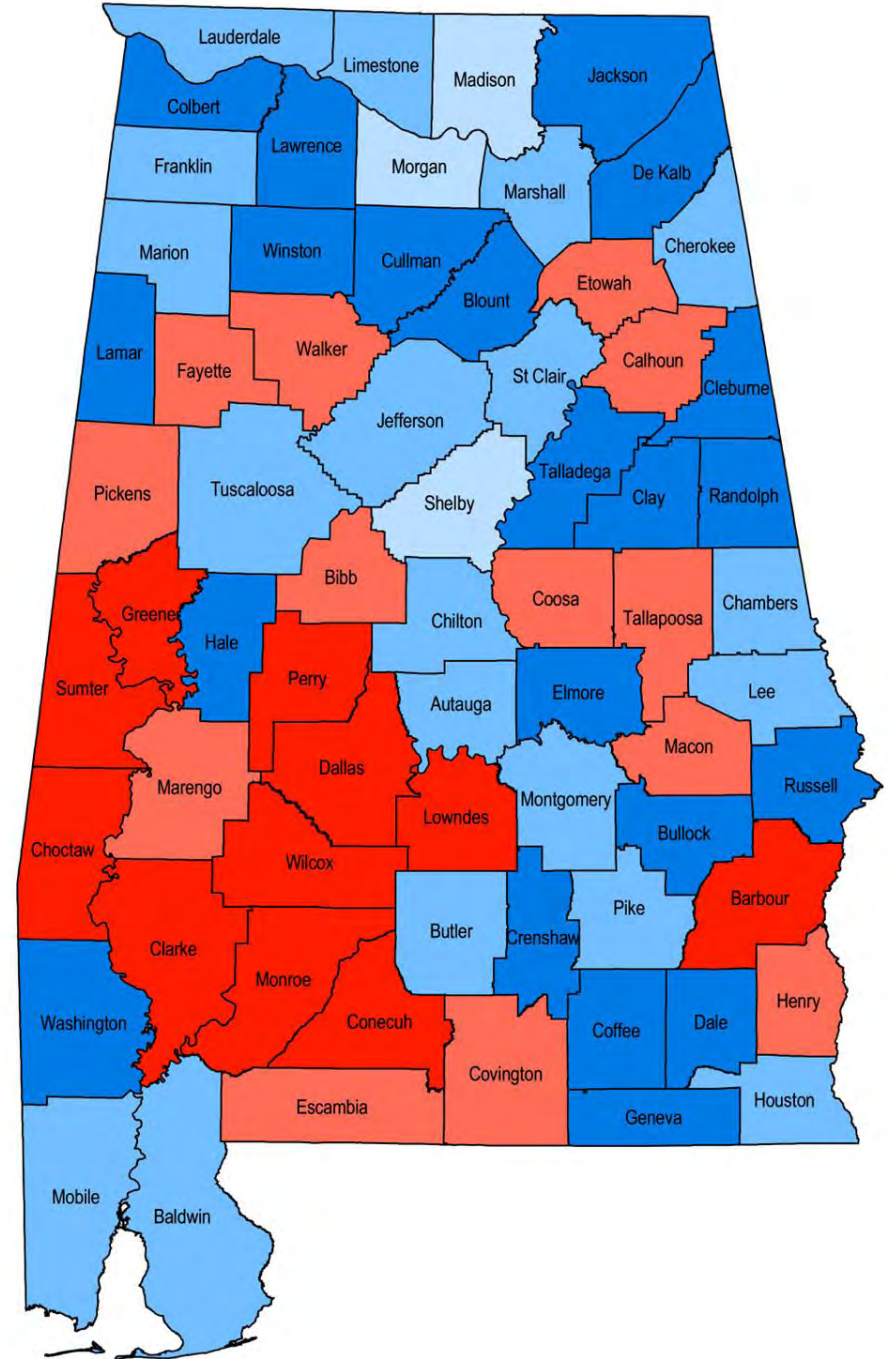 Lauderdale
Limestone
Madison
Jackson
Colbert
Lawrence
Franklin
Morgan
Marshall
De Kalb
Marion
Winston
Cullman
Blount
Cherokee
Etowah
Lamar
Fayette
Walker
St Clair
Calhoun
Cleburne
Jefferson
Pickens
Tuscaloosa
Shelby
Talladega
Clay
Randolph
Greene
Hale
Bibb
Chilton
Coosa
Tallapoosa
Chambers
Sumter
Perry
Autauga
Elmore
Lee
Marengo
Dallas
Macon
Choctaw
Wilcox
Lowndes
Montgomery
Bullock
Russell
Clarke
Monroe
Butler
Crenshaw
Pike
Barbour
Washington
Conecuh
Covington
Coffee
Dale
Henry
Escambia
Geneva
Houston
Mobile
Baldwin